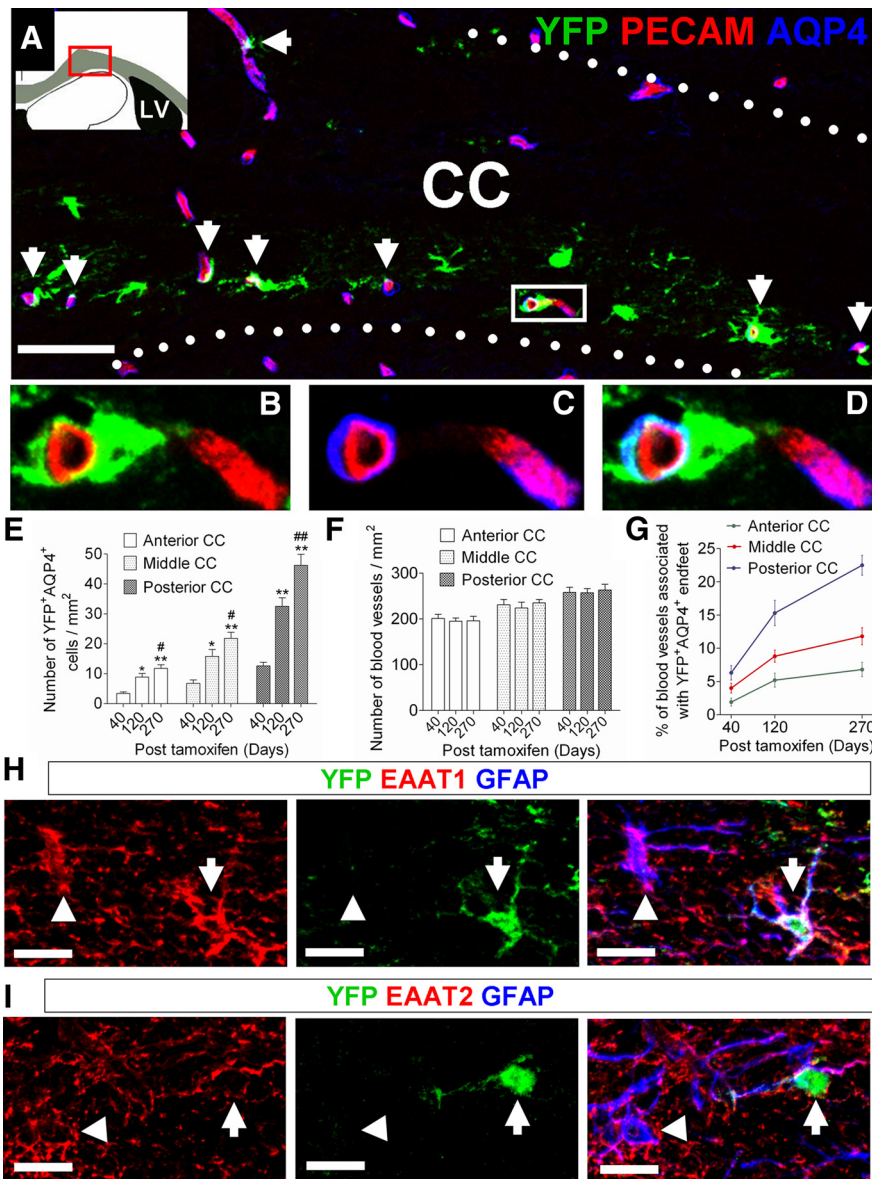 A
YFP PECAM AQP4
LV
CC
B
C
D
E
Anterior CC
Middle CC
Posterior CC
Number of YFP⁺AQP4⁺
cells / mm²
60
50
40
30
20
10
0
* # ** * # ** ** ## **
40 120 270 40 120 270 40 120 270
Post tamoxifen (Days)
F
Anterior CC
Middle CC
Posterior CC
Number of blood vessels / mm²
300
200
100
0
40 120 270 40 120 270 40 120 270
Post tamoxifen (Days)
G
Anterior CC
Middle CC
Posterior CC
% of blood vessels associated
with YFP⁺AQP4⁺ endfeet
25
20
15
10
5
0
40 120 270
Post tamoxifen (Days)
H
YFP EAAT1 GFAP
I
YFP EAAT2 GFAP